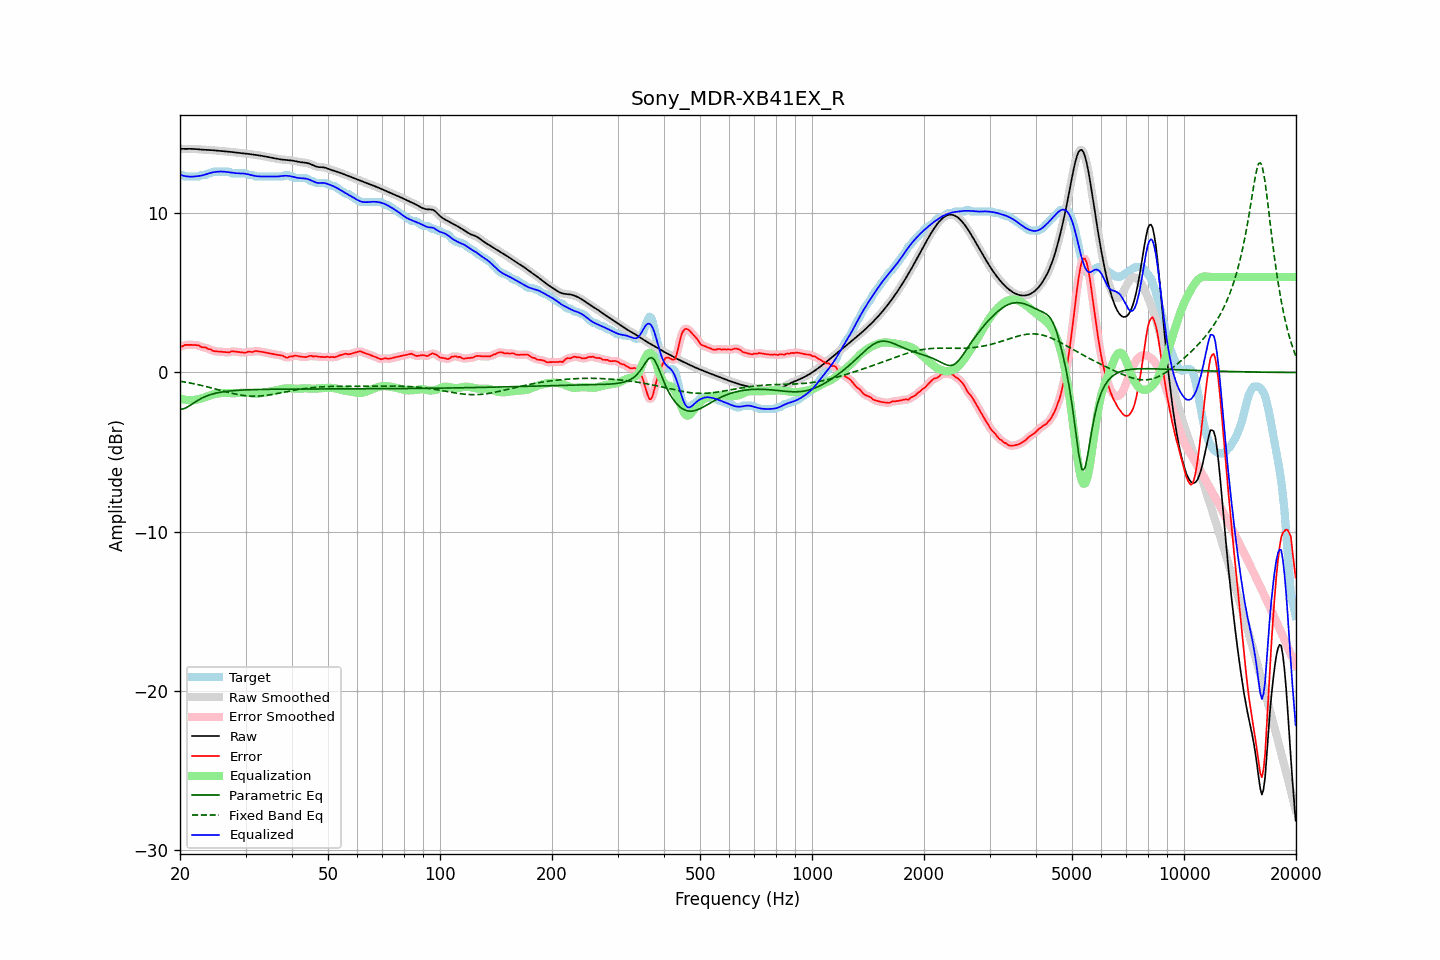 Sony_MDR-XB41EX_R
Amplitude (dBr)
10
0
−10
−20
−30
Target
Raw Smoothed
Error Smoothed
Raw
Error
Equalization
Parametric Eq
Fixed Band Eq
Equalized
20
50
100
200
500
1000
2000
5000
10000
20000
Frequency (Hz)